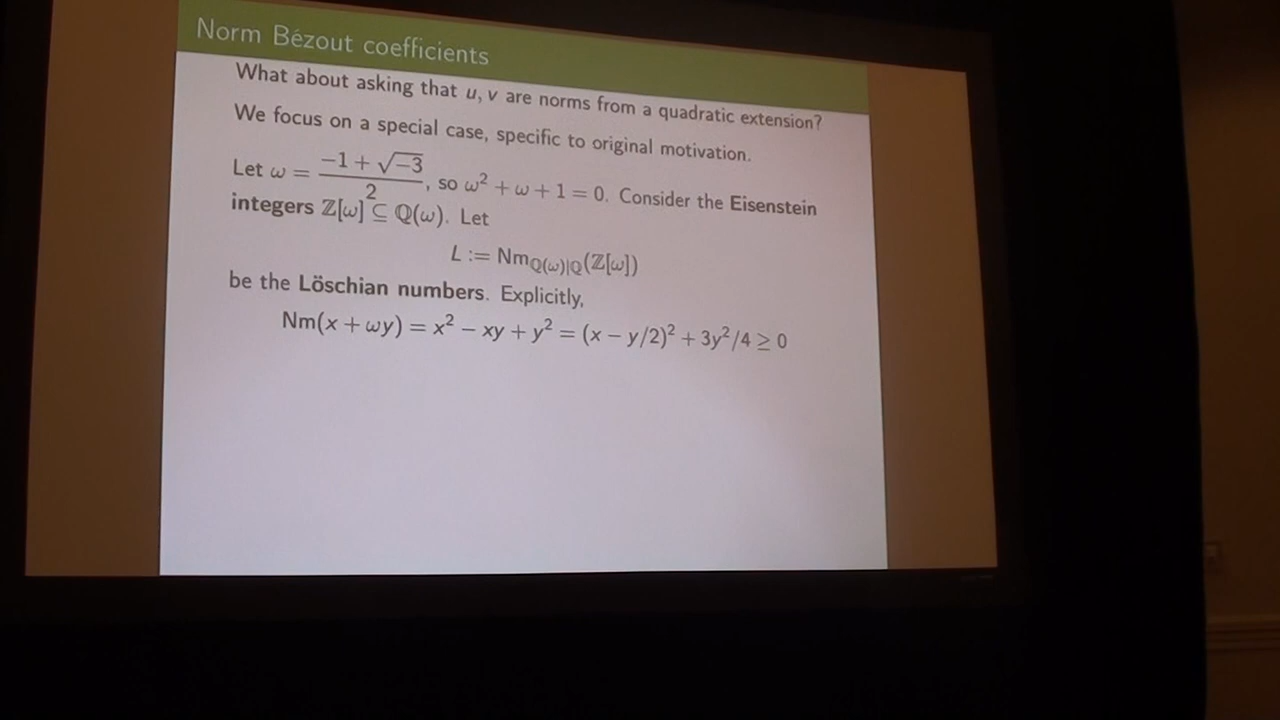 Norm Bézout coefficients
What about asking that u, v are norms from a quadratic extension?
We focus on a special case, specific to original motivation.
Let ω = (−1 + √−3)/2, so ω² + ω + 1 = 0. Consider the Eisenstein
integers ℤ[ω] ⊆ ℚ(ω). Let
L := Nm_{ℚ(ω)|ℚ}(ℤ[ω])
be the Löschian numbers. Explicitly,
Nm(x + ωy) = x² − xy + y² = (x − y/2)² + 3y²/4 ≥ 0